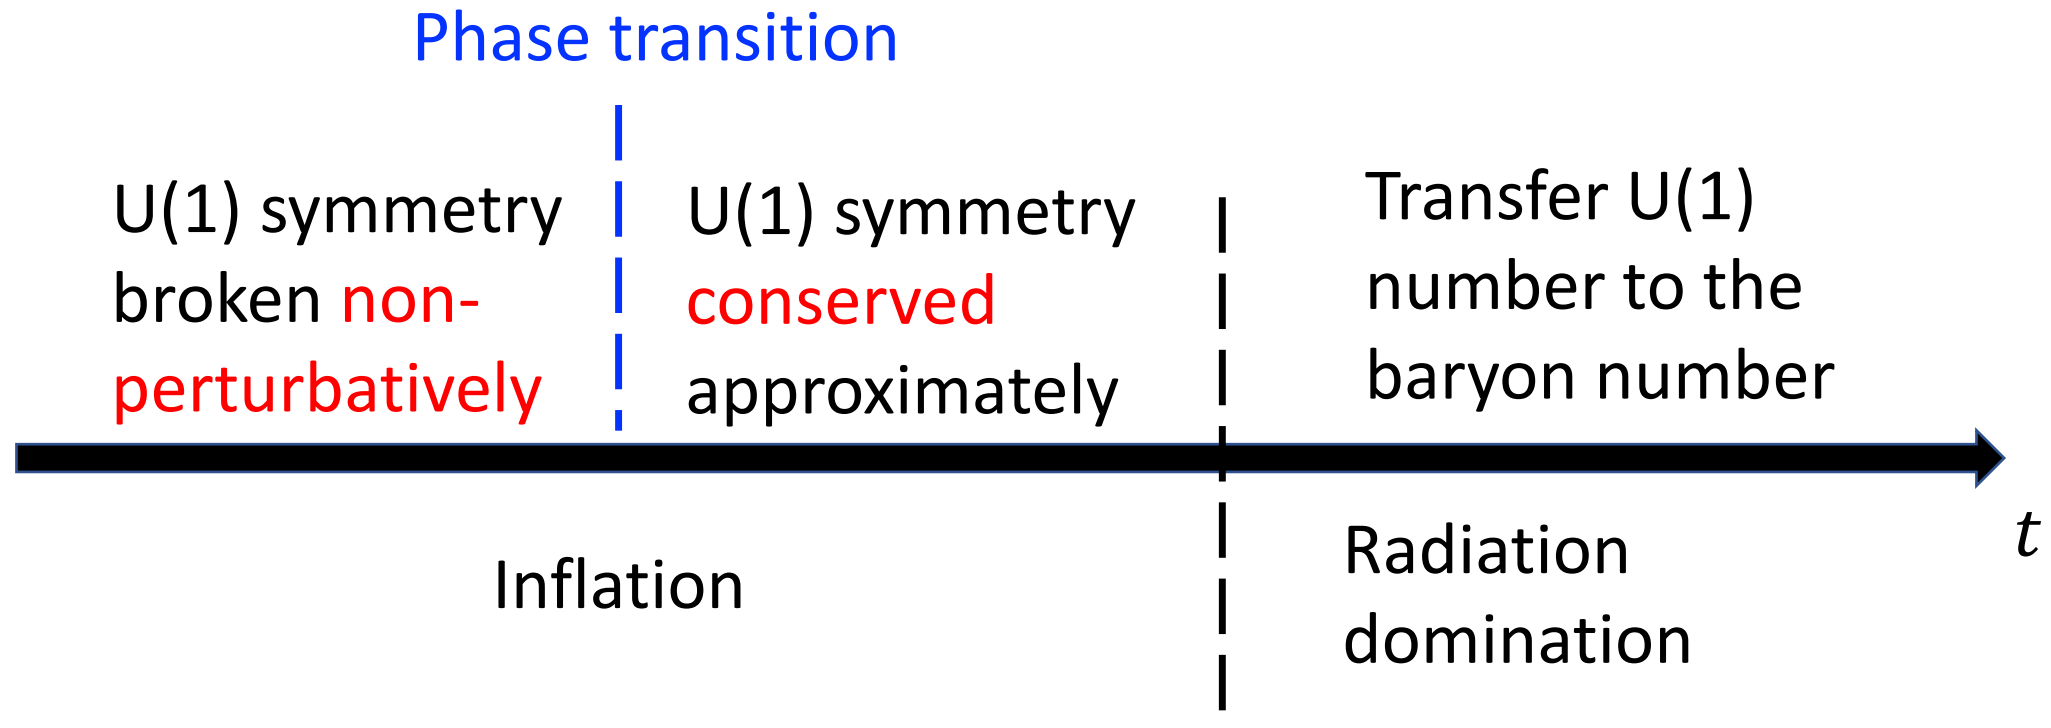 Phase transition
U(1) symmetry
broken non-
perturbatively
U(1) symmetry
conserved
approximately
Transfer U(1)
number to the
baryon number
t
Inflation
Radiation
domination